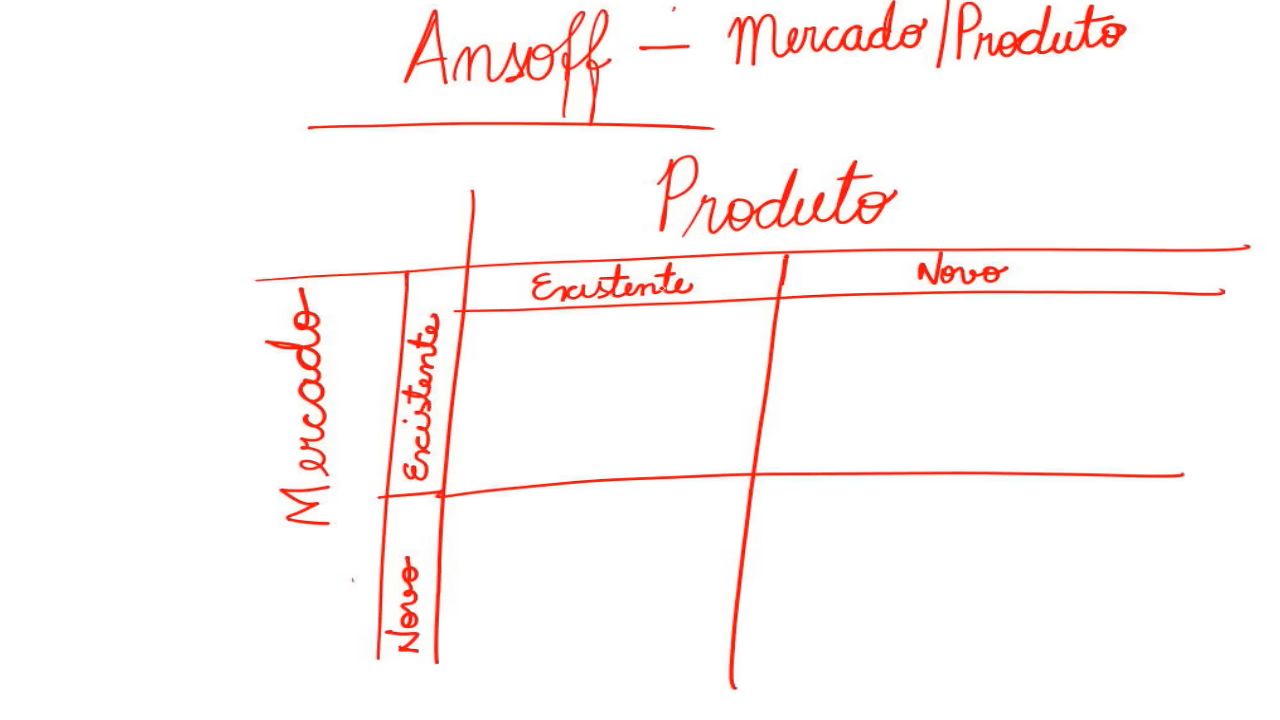 Ansoff - Mercado/Produto
Produto
Existente Novo
Mercado
Existente
Novo